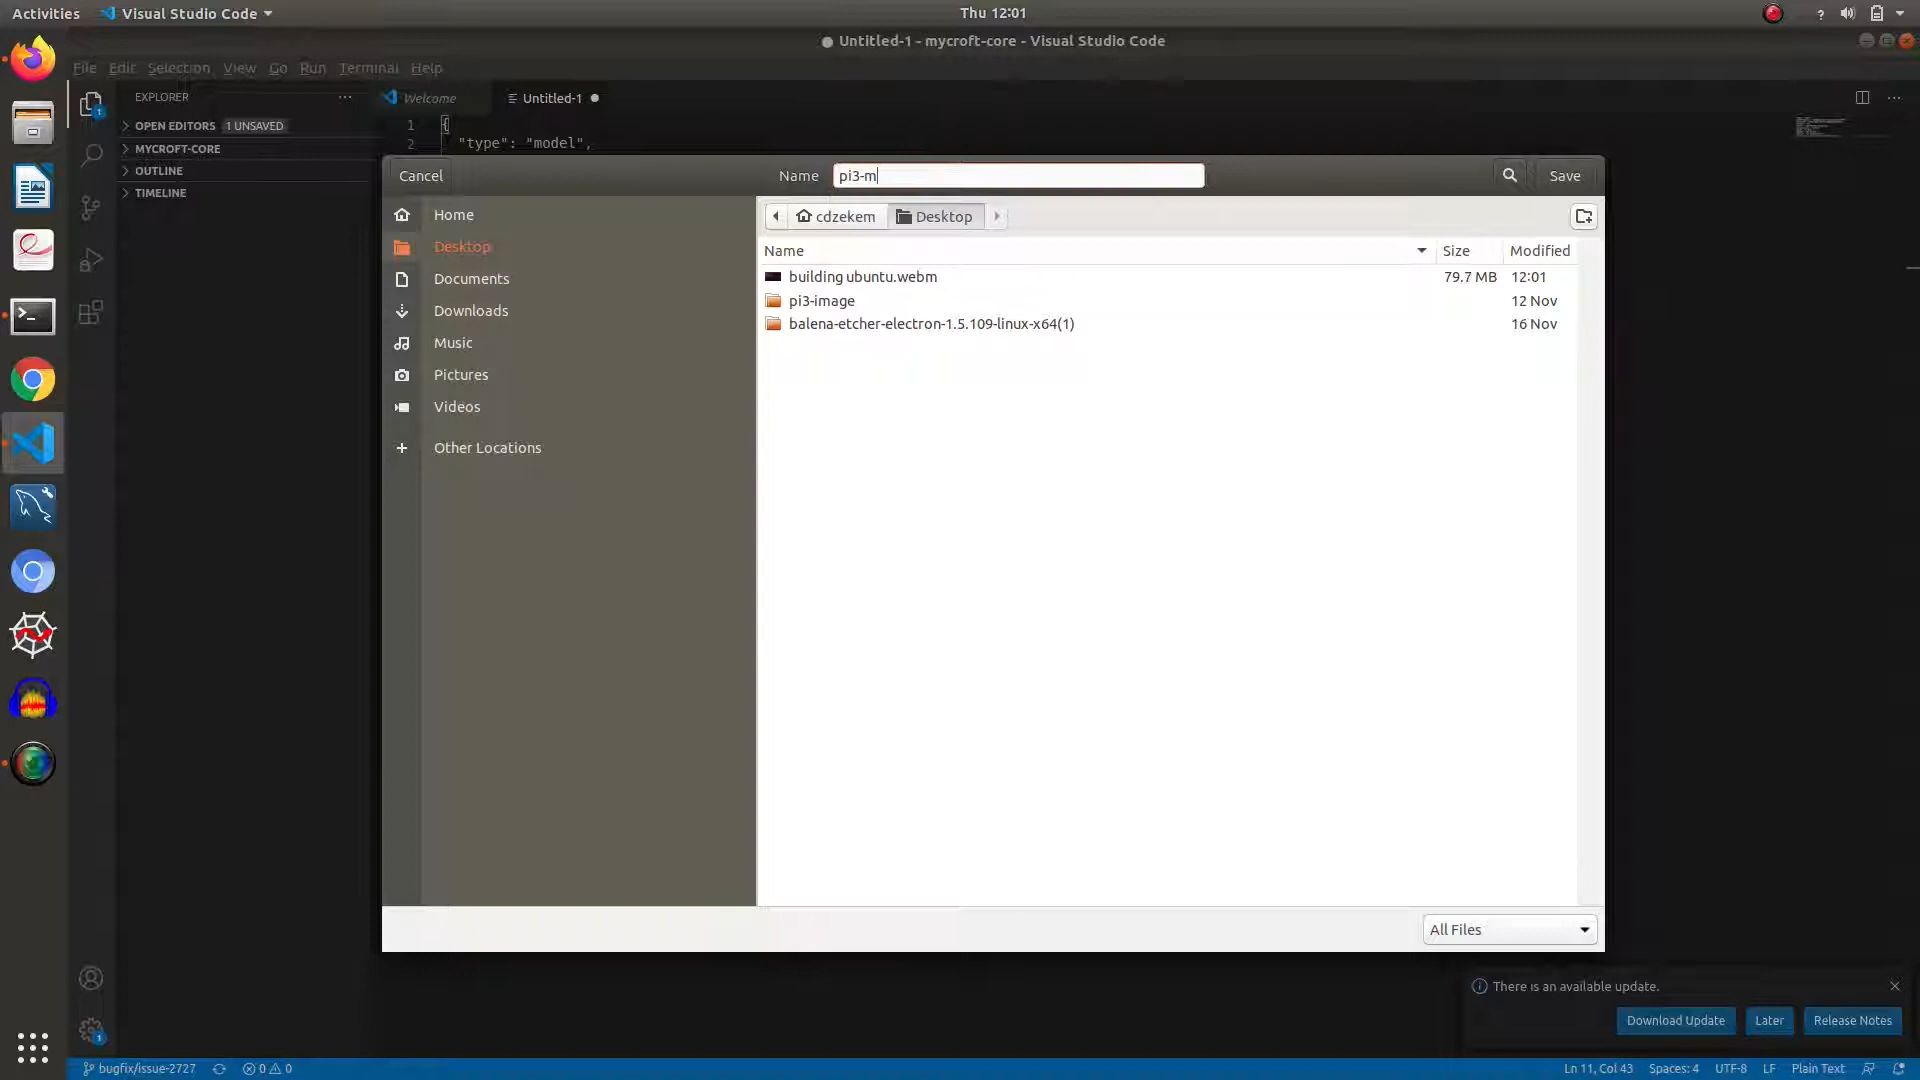 Activities Visual Studio Code Thu 12:01 ?
● Untitled-1 - mycroft-core - Visual Studio Code
File Edit Selection View Go Run Terminal Help
EXPLORER ··· Welcome Untitled-1 ● ···
OPEN EDITORS 1 UNSAVED
MYCROFT-CORE
OUTLINE
TIMELINE
1 {
2 "type": "model",
Cancel Name pi3-m Save
Home
Desktop
Documents
Downloads
Music
Pictures
Videos
+ Other Locations
cdzekem Desktop
Name Size Modified
building ubuntu.webm 79.7 MB 12:01
pi3-image 12 Nov
balena-etcher-electron-1.5.109-linux-x64(1) 16 Nov
All Files
There is an available update.
Download Update Later Release Notes
1
1
bugfix/issue-2727 0 0 Ln 11, Col 43 Spaces: 4 UTF-8 LF Plain Text